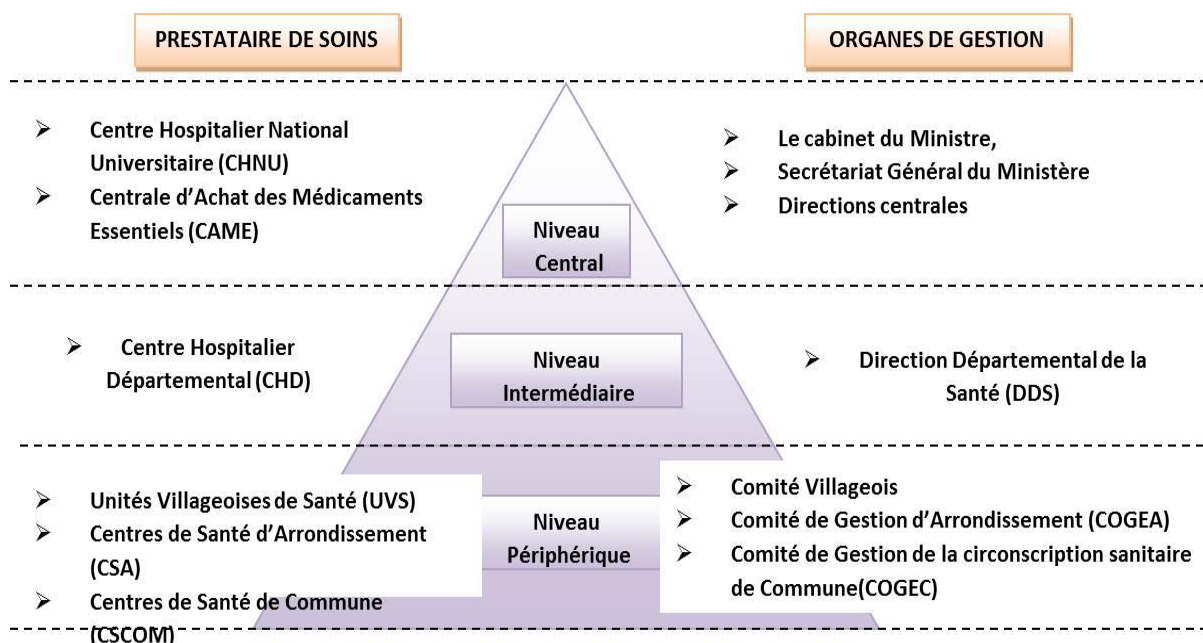 PRESTATAIRE DE SOINS
ORGANES DE GESTION
➢ Centre Hospitalier National
Universitaire (CHNU)
➢ Centrale d’Achat des Médicaments
Essentiels (CAME)
Niveau
Central
➢ Le cabinet du Ministre,
➢ Secrétariat Général du Ministère
➢ Directions centrales
➢ Centre Hospitalier
Départemental (CHD)
Niveau
Intermédiaire
➢ Direction Départemental de la
Santé (DDS)
➢ Unités Villageoises de Santé (UVS)
➢ Centres de Santé d’Arrondissement
(CSA)
➢ Centres de Santé de Commune
(CSCOM)
Niveau
Périphérique
➢ Comité Villageois
➢ Comité de Gestion d’Arrondissement (COGEA)
➢ Comité de Gestion de la circonscription sanitaire
de Commune(COGEC)